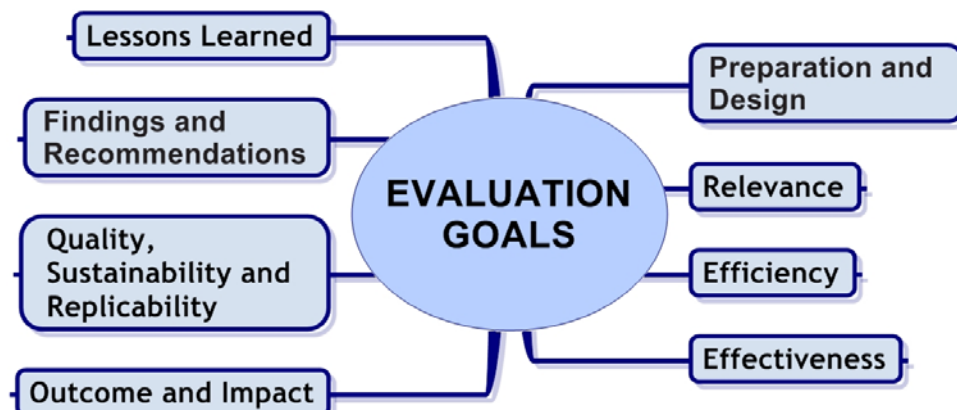 Lessons Learned
Findings and
Recommendations
Quality,
Sustainability and
Replicability
Outcome and Impact
EVALUATION
GOALS
Preparation and
Design
Relevance
Efficiency
Effectiveness